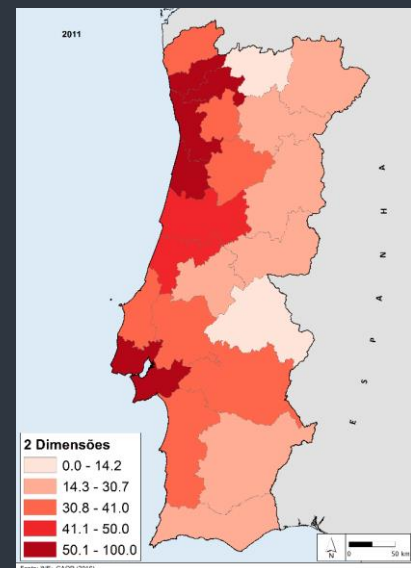 2011
ESPANHA
2 Dimensões
0.0 - 14.2
14.3 - 30.7
30.8 - 41.0
41.1 - 50.0
50.1 - 100.0
N
0 50 km